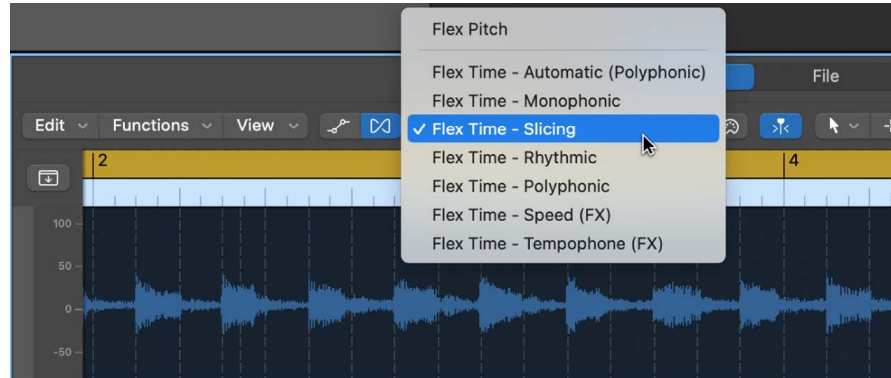 Flex Pitch
Flex Time - Automatic (Polyphonic)
File
Flex Time - Monophonic
Edit Functions View ✓ Flex Time - Slicing
2 Flex Time - Rhythmic 4
Flex Time - Polyphonic
100 Flex Time - Speed (FX)
Flex Time - Tempophone (FX)
50
0
-50